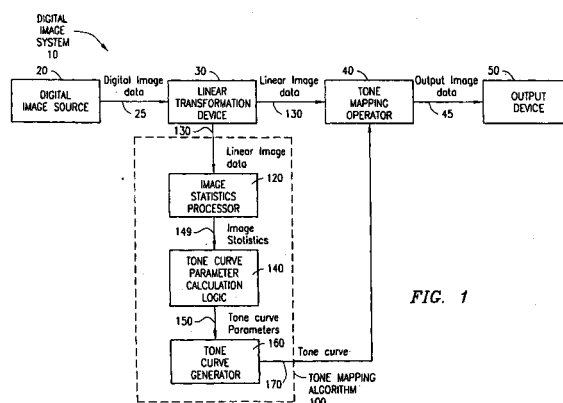 DIGITAL
IMAGE
SYSTEM
10
20
DIGITAL
IMAGE SOURCE
Digital Image
data
25
30
LINEAR
TRANSFORMATION
DEVICE
Linear Image
data
130
40
TONE
MAPPING
OPERATOR
Output Image
data
45
50
OUTPUT
DEVICE
130
Linear Image
data
IMAGE
STATISTICS
PROCESSOR
120
149
Image
Statistics
TONE CURVE
PARAMETER
CALCULATION
LOGIC
140
150
Tone curve
Parameters
TONE
CURVE
GENERATOR
160
Tone curve
170
TONE MAPPING
ALGORITHM
100
FIG. 1